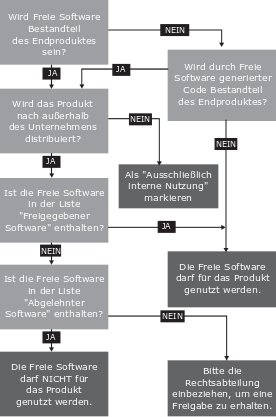 Wird Freie Software
Bestandteil
des Endproduktes
sein?
NEIN
JA
JA
Wird durch Freie
Software generierter
Code Bestandteil
des Endproduktes?
Wird das Produkt
nach außerhalb
des Unternehmens
distribuiert?
NEIN
NEIN
JA
Als "Ausschließlich
interne Nutzung"
markieren
Ist die Freie Software
in der Liste
"Freigegebener
Software" enthalten?
JA
NEIN
Die Freie Software
darf für das Produkt
genutzt werden.
Ist die Freie Software
in der Liste
"Abgelehnter
Software" enthalten?
NEIN
JA
Die Freie Software
darf NICHT für
das Produkt
genutzt werden.
Bitte die
Rechtsabteilung
einbeziehen, um eine
Freigabe zu erhalten.